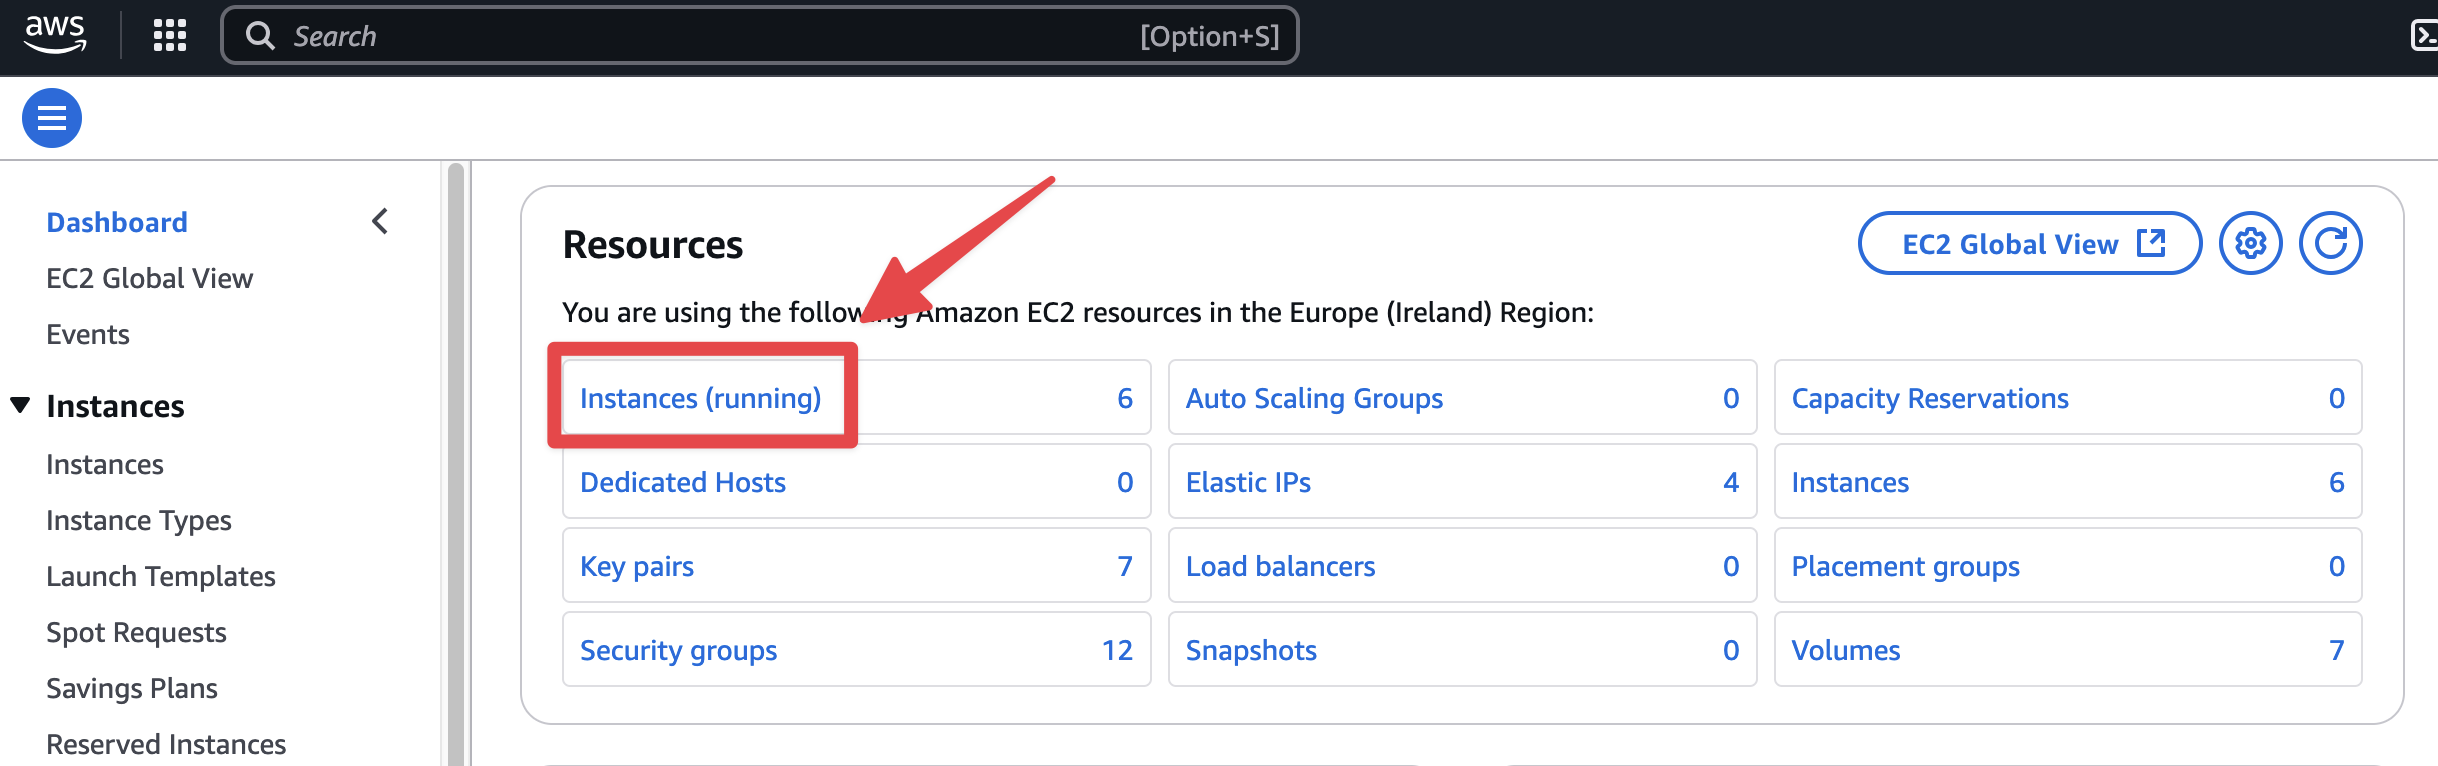 aws
Search [Option+S]
Dashboard
EC2 Global View
Events
Instances
Instances
Instance Types
Launch Templates
Spot Requests
Savings Plans
Reserved Instances
Resources
EC2 Global View
You are using the following Amazon EC2 resources in the Europe (Ireland) Region:
Instances (running) 6
Auto Scaling Groups 0
Capacity Reservations 0
Dedicated Hosts 0
Elastic IPs 4
Instances 6
Key pairs 7
Load balancers 0
Placement groups 0
Security groups 12
Snapshots 0
Volumes 7